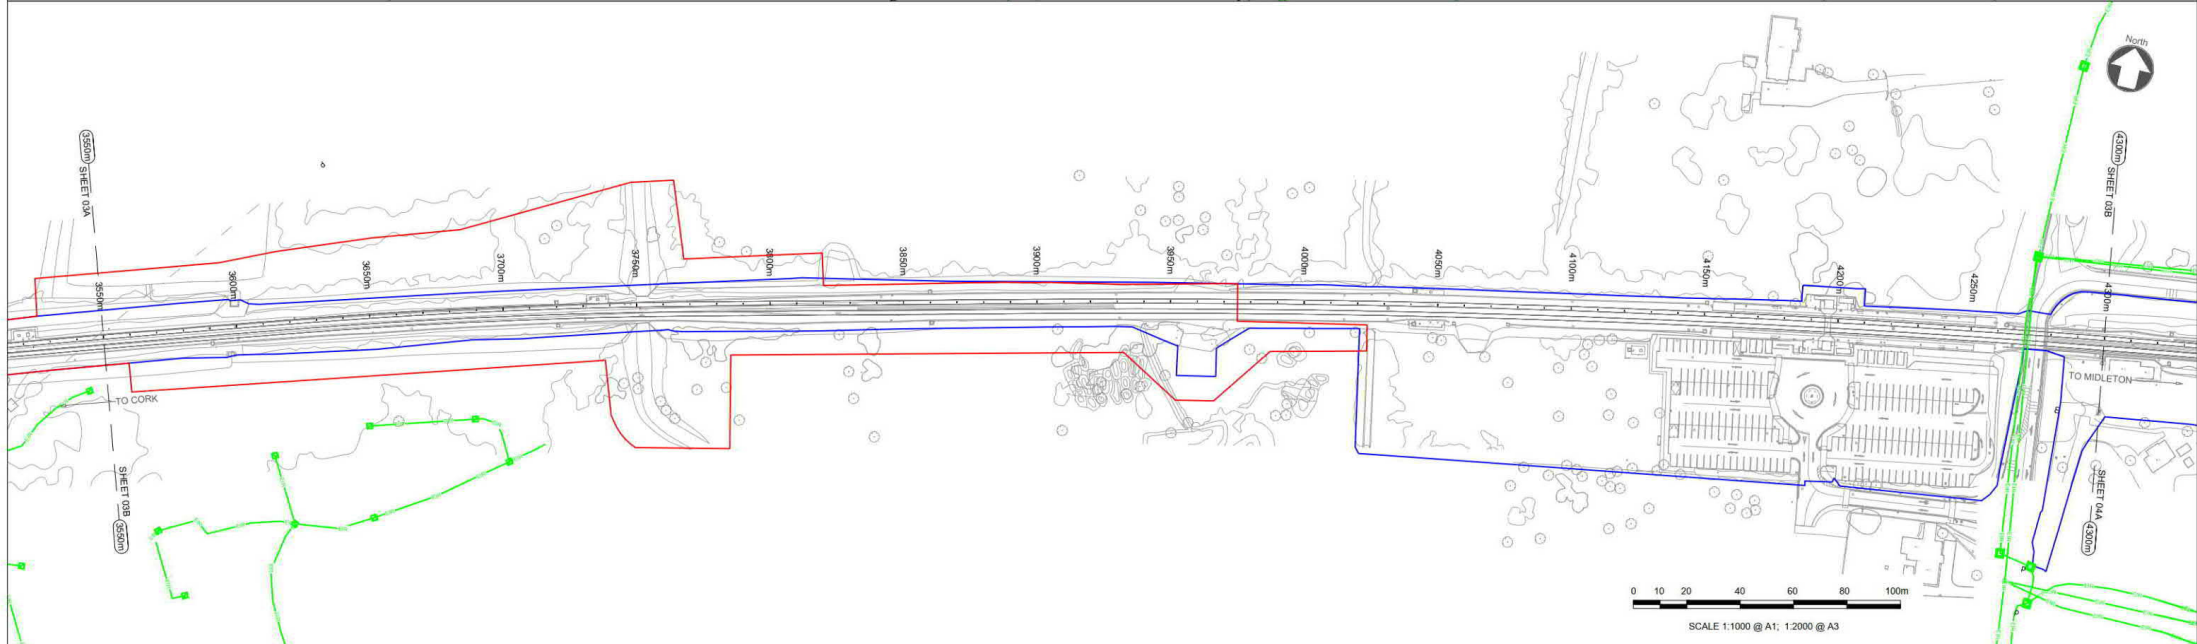 North
3550m
SHEET 03A
4300m
SHEET 03B
3550m
3600m
3650m
3700m
3750m
3800m
3850m
3900m
3950m
4000m
4050m
4100m
4150m
4200m
4250m
4300m
TO CORK
TO MIDLETON
SHEET 03B
3550m
SHEET 04A
4300m
0 10 20 40 60 80 100m
SCALE 1:1000 @ A1; 1:2000 @ A3